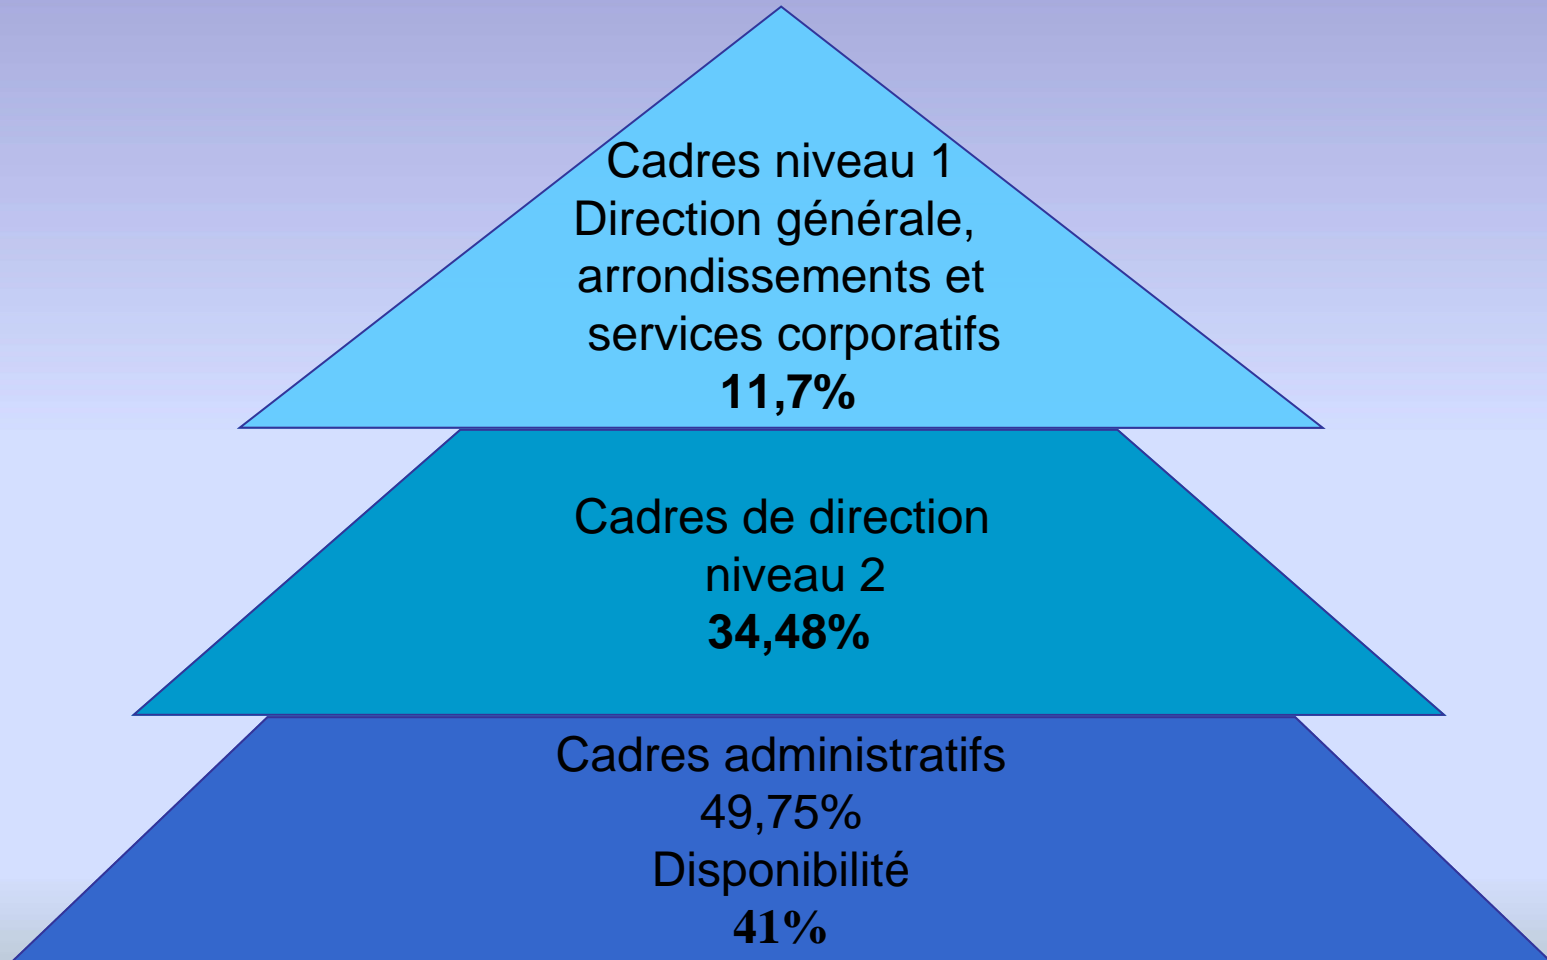 Cadres niveau 1
Direction générale,
arrondissements et
services corporatifs
11,7%
Cadres de direction
niveau 2
34,48%
Cadres administratifs
49,75%
Disponibilité
41%